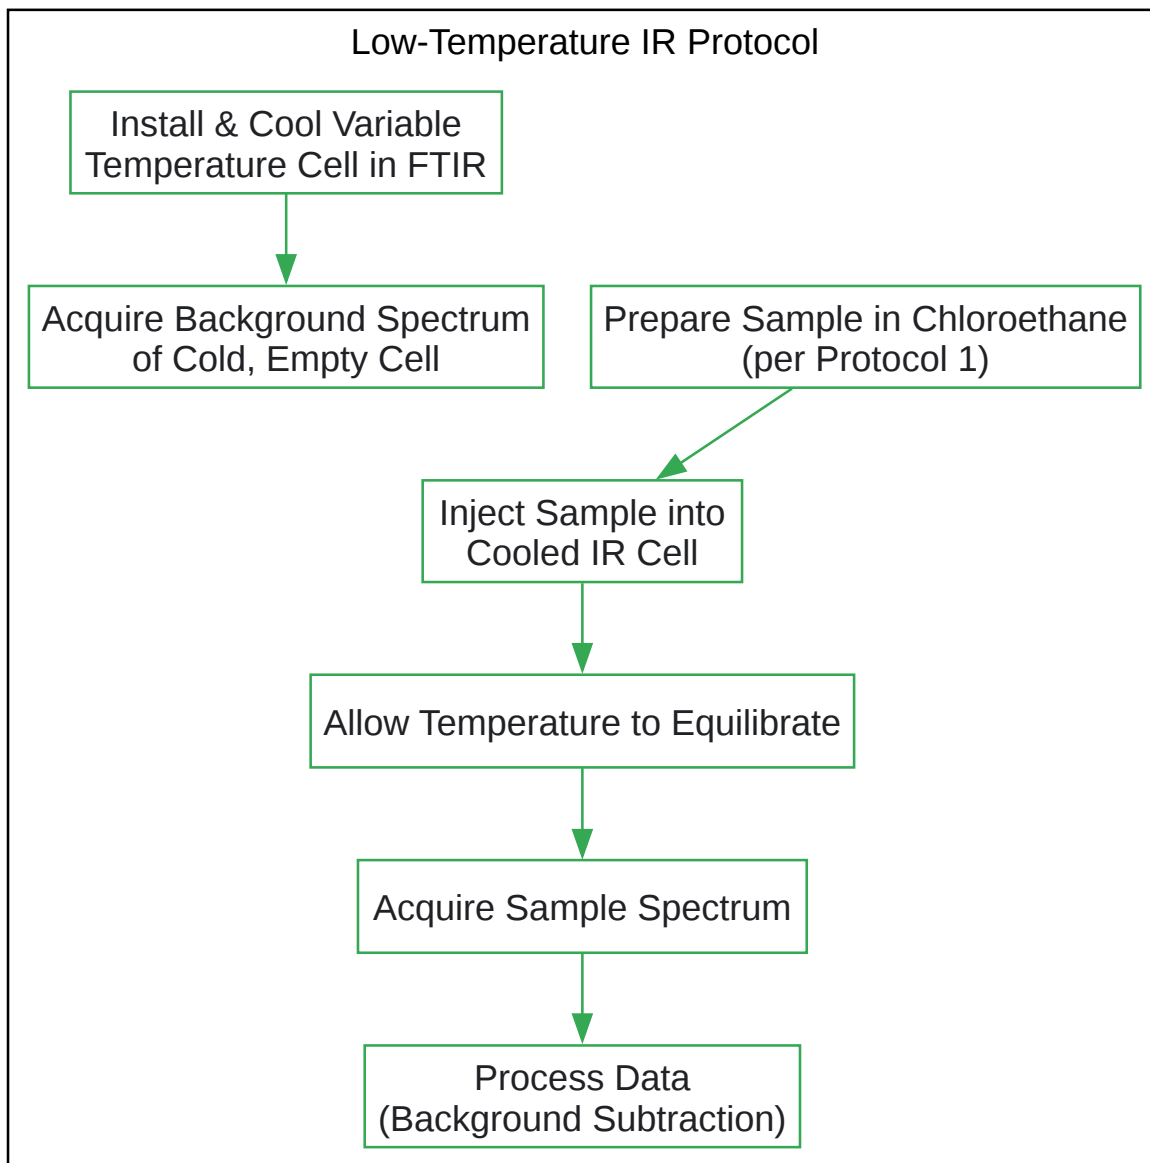 Low-Temperature IR Protocol
Install & Cool Variable
Temperature Cell in FTIR
Acquire Background Spectrum
of Cold, Empty Cell
Prepare Sample in Chloroethane
(per Protocol 1)
Inject Sample into
Cooled IR Cell
Allow Temperature to Equilibrate
Acquire Sample Spectrum
Process Data
(Background Subtraction)